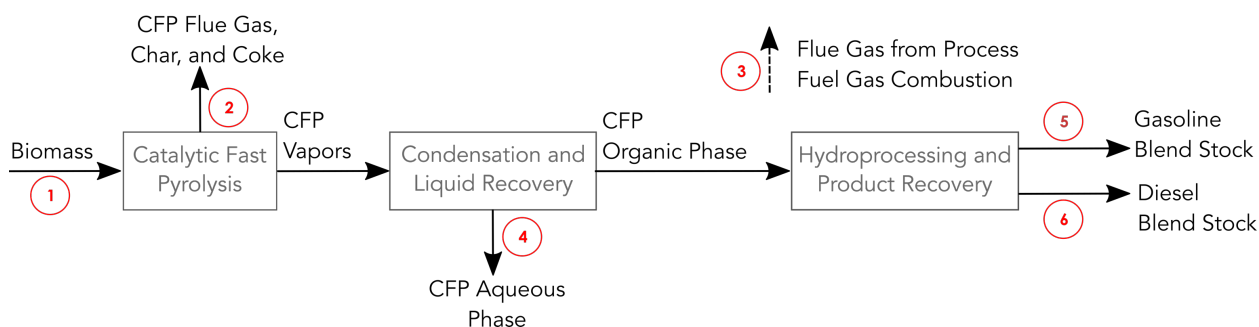 CFP Flue Gas,
Char, and Coke
2
3
Flue Gas from Process
Fuel Gas Combustion
Biomass
1
Catalytic Fast
Pyrolysis
CFP
Vapors
Condensation and
Liquid Recovery
CFP
Organic Phase
Hydroprocessing and
Product Recovery
5
Gasoline
Blend Stock
6
Diesel
Blend Stock
4
CFP Aqueous
Phase